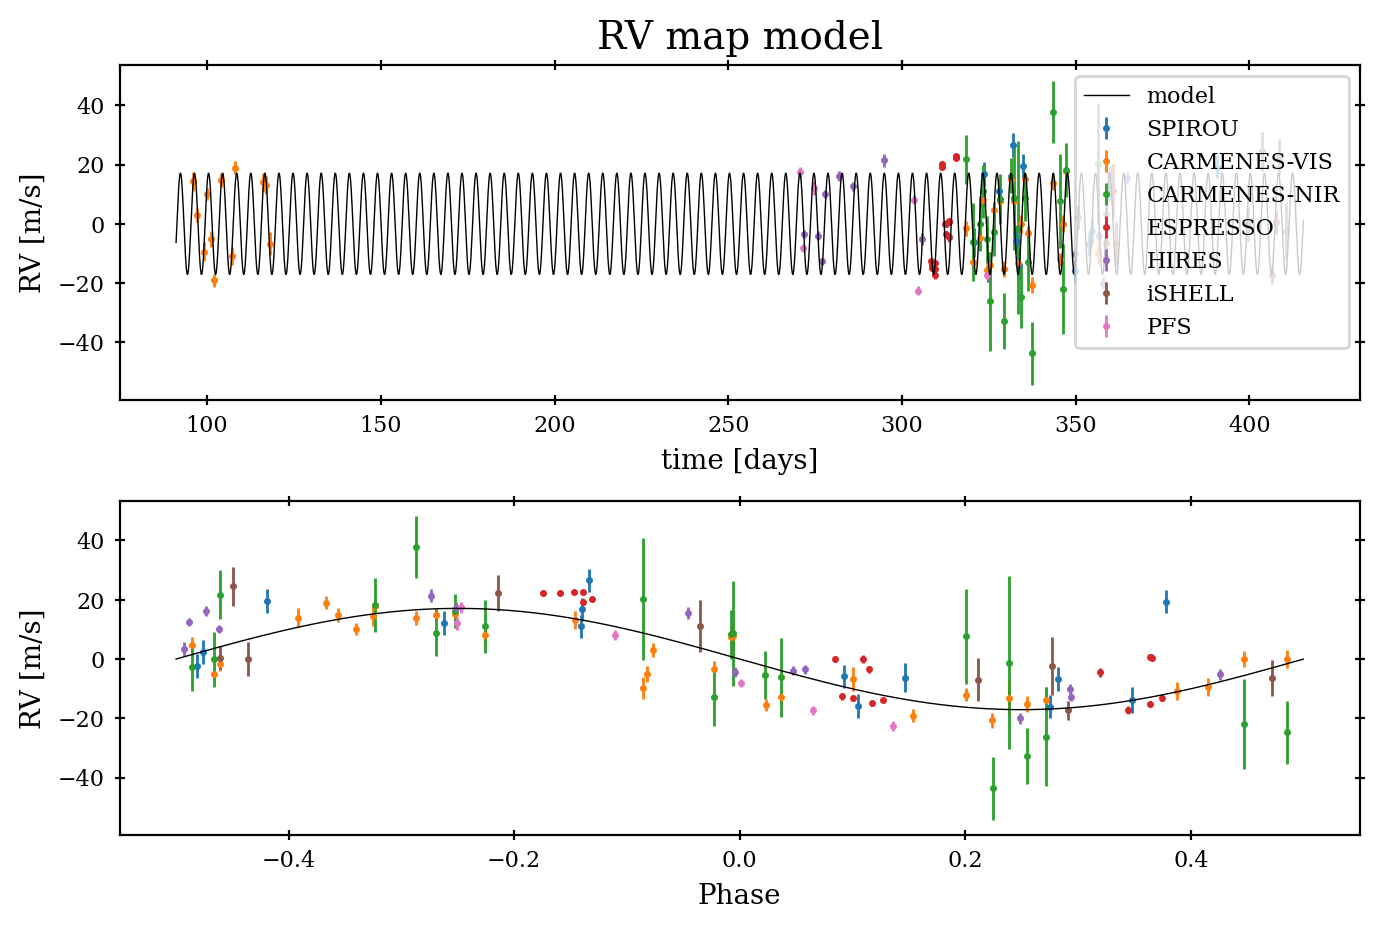 RV map model
RV [m/s]
40
20
0
−20
−40
model
SPIROU
CARMENES-VIS
CARMENES-NIR
ESPRESSO
HIRES
iSHELL
PFS
100 150 200 250 300 350 400
time [days]
RV [m/s]
40
20
0
−20
−40
−0.4 −0.2 0.0 0.2 0.4
Phase